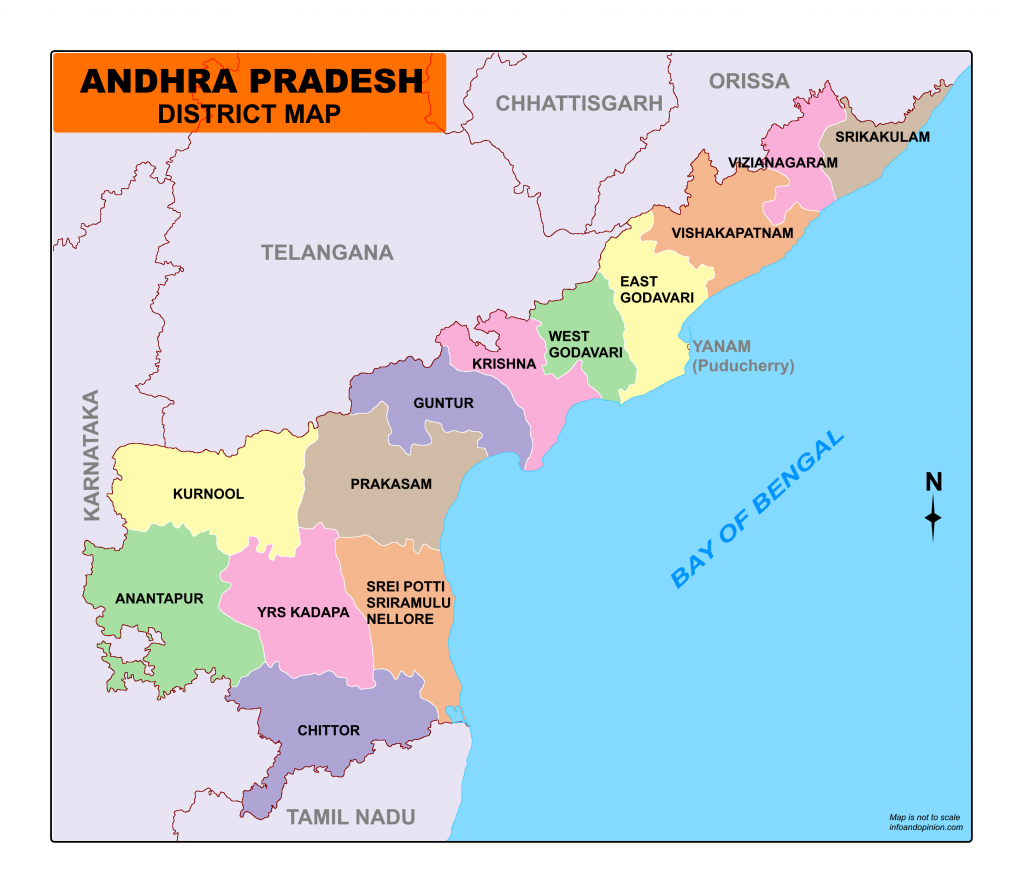 ANDHRA PRADESH
DISTRICT MAP
CHHATTISGARH
ORISSA
SRIKAKULAM
VIZIANAGARAM
VISHAKAPATNAM
TELANGANA
EAST
GODAVARI
WEST
GODAVARI
YANAM
(Puducherry)
KRISHNA
GUNTUR
KARNATAKA
PRAKASAM
KURNOOL
BAY OF BENGAL
N
ANANTAPUR
YRS KADAPA
SREI POTTI
SRIRAMULU
NELLORE
CHITTOR
TAMIL NADU
Map is not to scale
infoandopinion.com